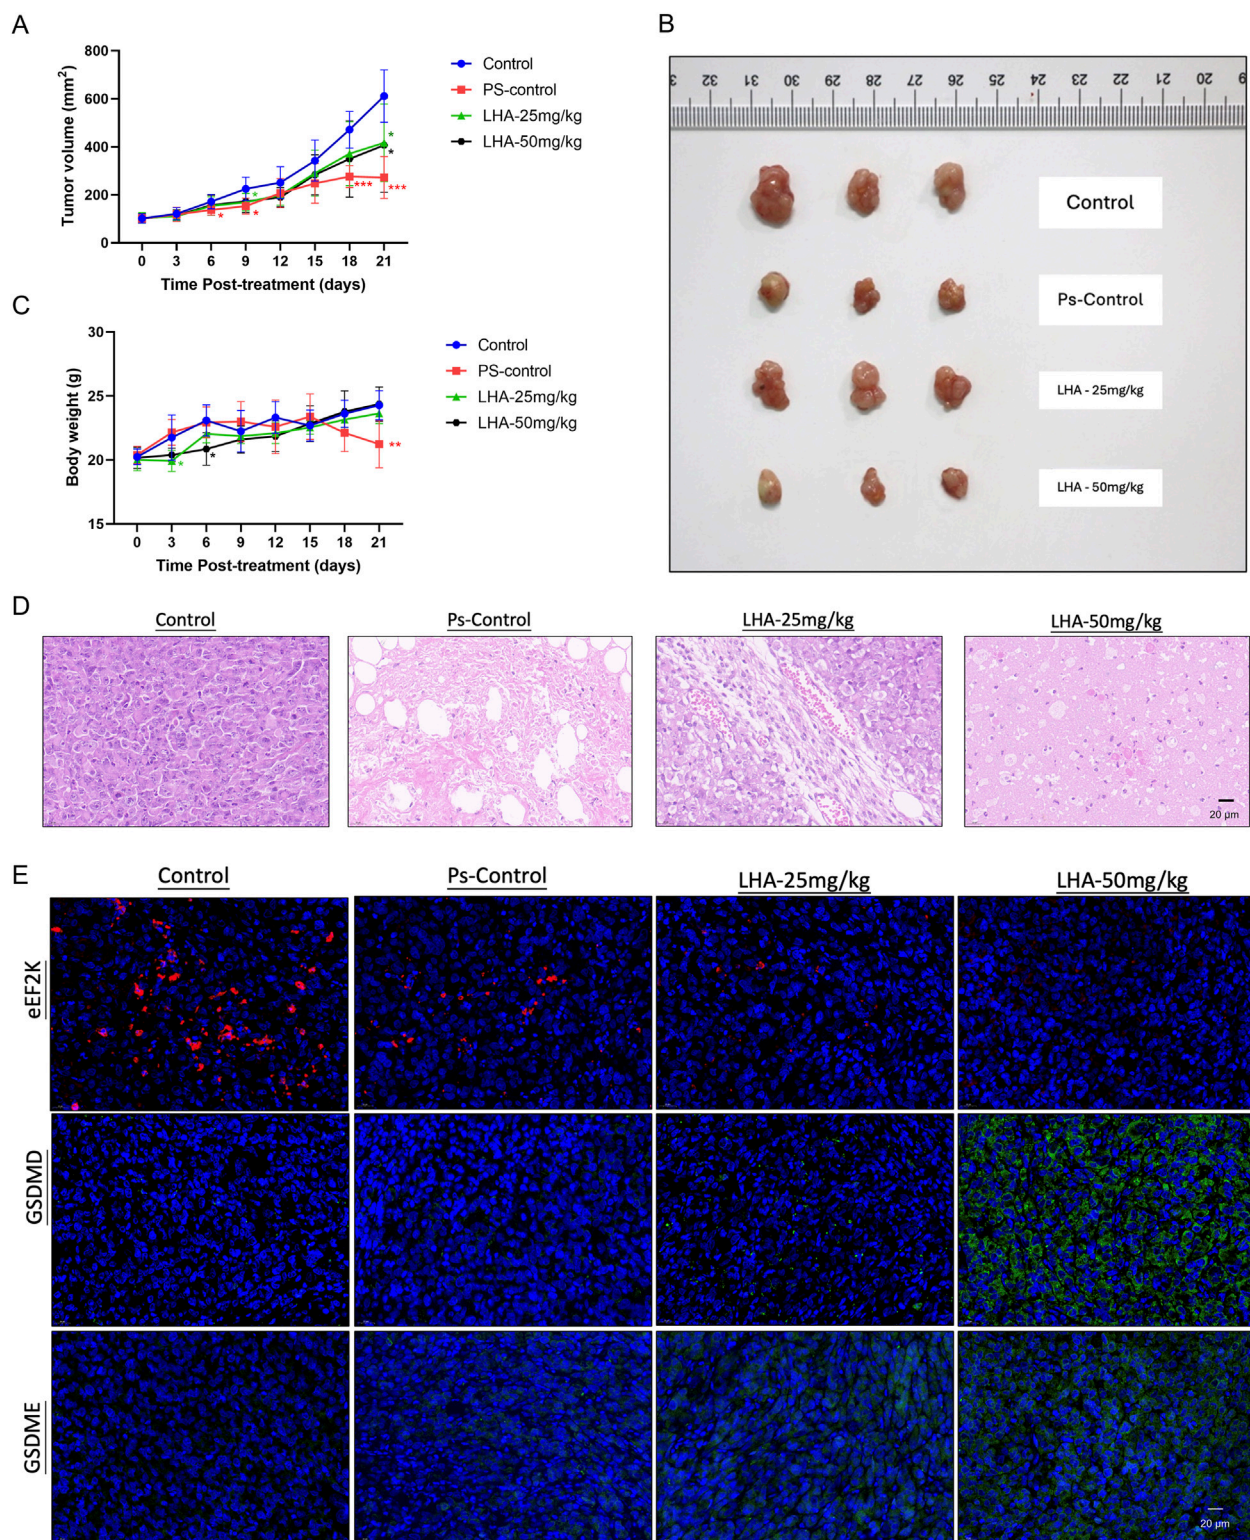 A
Tumor volume (mm²)
800
600
400
200
0
0 3 6 9 12 15 18 21
Time Post-treatment (days)
Control
PS-control
LHA-25mg/kg
LHA-50mg/kg
*
*
*
*
***
*
*
***
B
32 31 30 29 28 27 26 25 24 23 22 21 20
Control
Ps-Control
LHA - 25mg/kg
LHA - 50mg/kg
C
Body weight (g)
30
25
20
15
0 3 6 9 12 15 18 21
Time Post-treatment (days)
Control
PS-control
LHA-25mg/kg
LHA-50mg/kg
*
*
**
D
Control Ps-Control LHA-25mg/kg LHA-50mg/kg
20 µm
E
Control Ps-Control LHA-25mg/kg LHA-50mg/kg
eEF2K
GSDMD
GSDME
20 µm